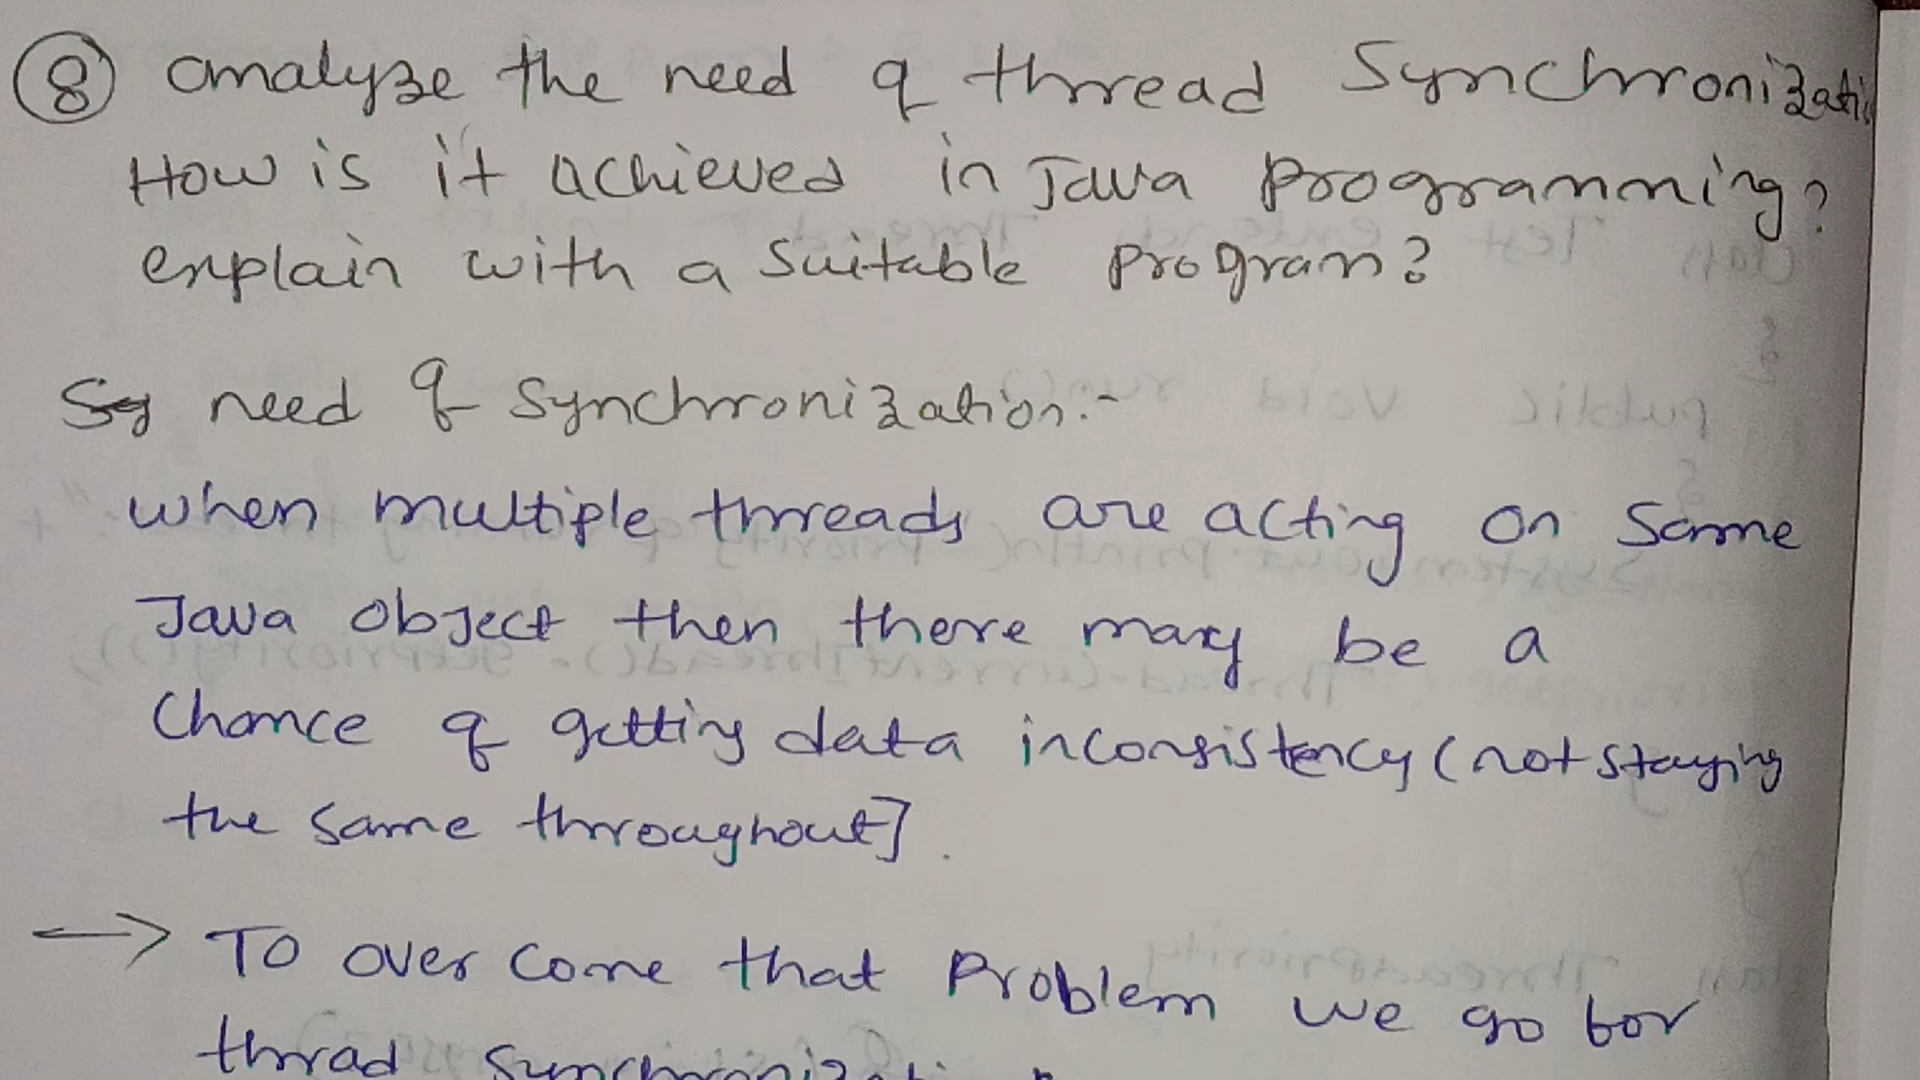 ⑧ analyze the need of thread Synchronizati
How is it achieved in Java programming?
explain with a suitable program?
need of synchronization:-
when multiple threads are acting on same
Java object then there may be a
chance of getting data inconsistency (not staying
the same throughout]
→ To over come that problem we go for
thrad synchronization